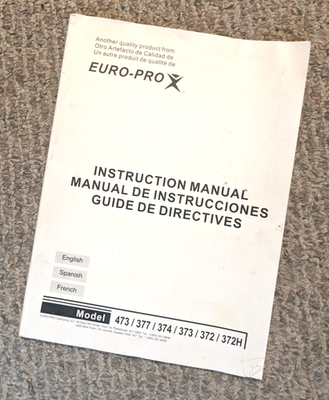 Another quality product from
Otro Artefacto de Calidad de
Un autre produit de qualité de
EURO-PRO X
INSTRUCTION MANUAL
MANUAL DE INSTRUCCIONES
GUIDE DE DIRECTIVES
English
Spanish
French
Model 473 / 377 / 374 / 373 / 372 / 372H